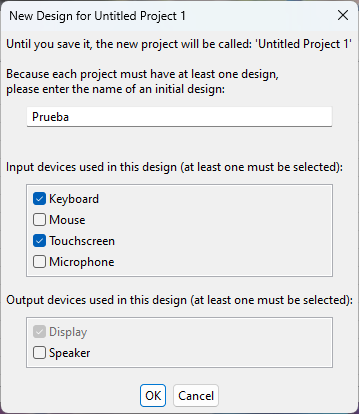 New Design for Untitled Project 1
Until you save it, the new project will be called: 'Untitled Project 1'
Because each project must have at least one design,
please enter the name of an initial design:
Prueba
Input devices used in this design (at least one must be selected):
Keyboard
Mouse
Touchscreen
Microphone
Output devices used in this design (at least one must be selected):
Display
Speaker
OK Cancel